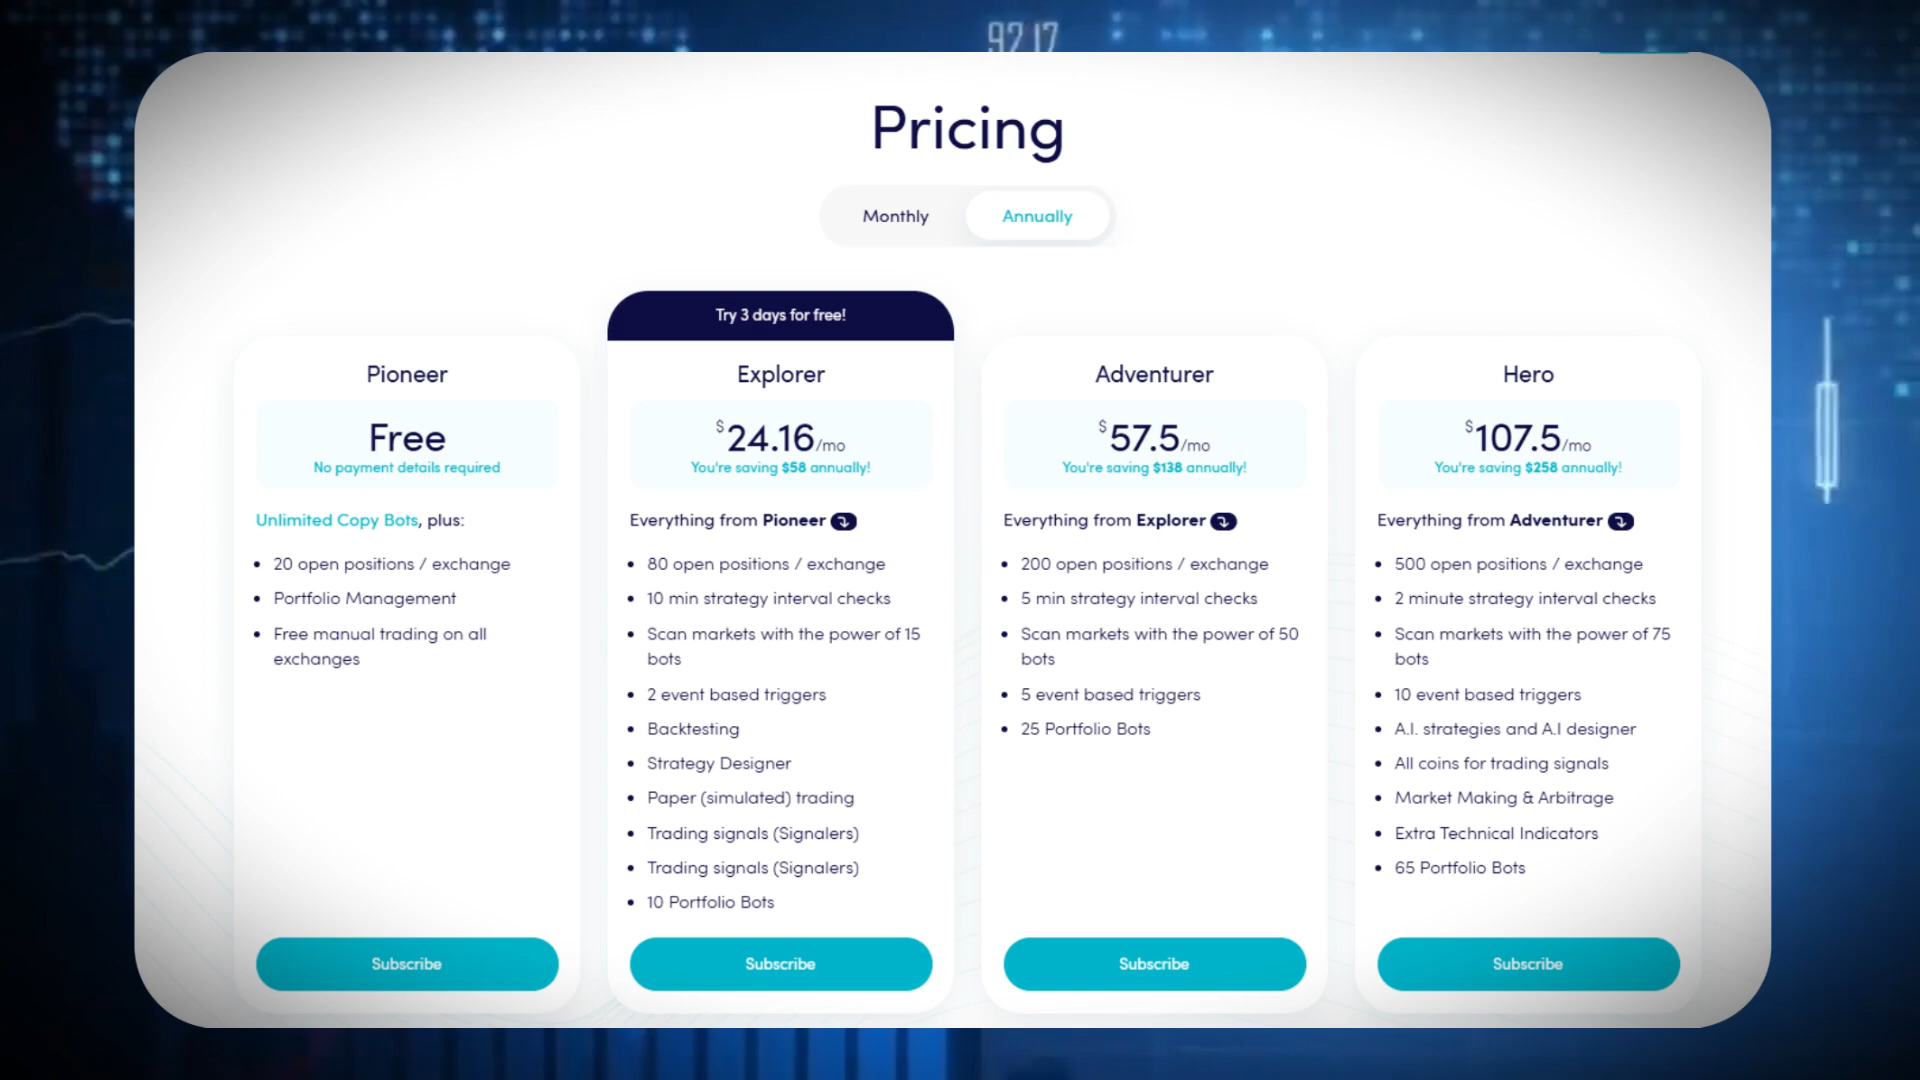 92.17
Pricing
Monthly
Annually
Try 3 days for free!
Pioneer
Free
No payment details required
Unlimited Copy Bots, plus:
• 20 open positions / exchange
• Portfolio Management
• Free manual trading on all
exchanges
Subscribe
Explorer
$24.16/mo
You're saving $58 annually!
Everything from Pioneer
• 80 open positions / exchange
• 10 min strategy interval checks
• Scan markets with the power of 15
bots
• 2 event based triggers
• Backtesting
• Strategy Designer
• Paper (simulated) trading
• Trading signals (Signalers)
• Trading signals (Signalers)
• 10 Portfolio Bots
Subscribe
Adventurer
$57.5/mo
You're saving $138 annually!
Everything from Explorer
• 200 open positions / exchange
• 5 min strategy interval checks
• Scan markets with the power of 50
bots
• 5 event based triggers
• 25 Portfolio Bots
Subscribe
Hero
$107.5/mo
You're saving $258 annually!
Everything from Adventurer
• 500 open positions / exchange
• 2 minute strategy interval checks
• Scan markets with the power of 75
bots
• 10 event based triggers
• A.I. strategies and A.I designer
• All coins for trading signals
• Market Making & Arbitrage
• Extra Technical Indicators
• 65 Portfolio Bots
Subscribe